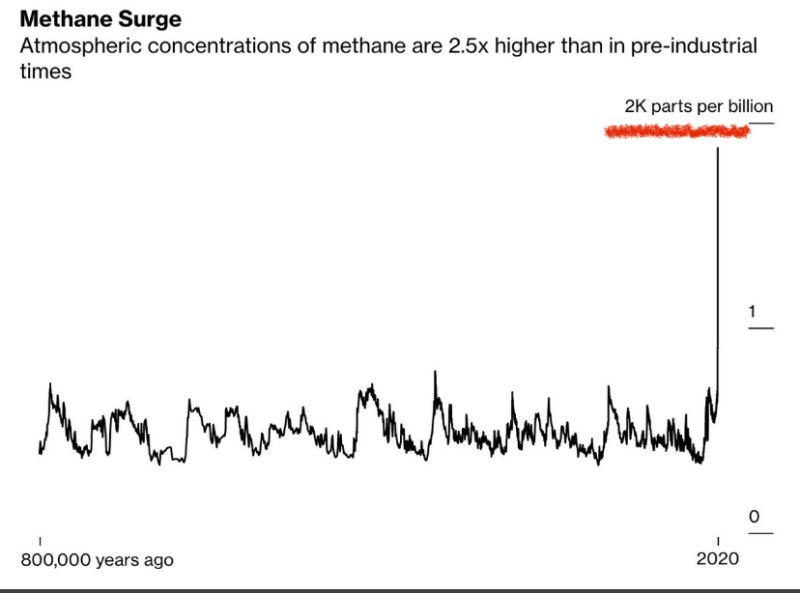 Methane Surge
Atmospheric concentrations of methane are 2.5x higher than in pre-industrial
times
2K parts per billion
1
0
800,000 years ago
2020